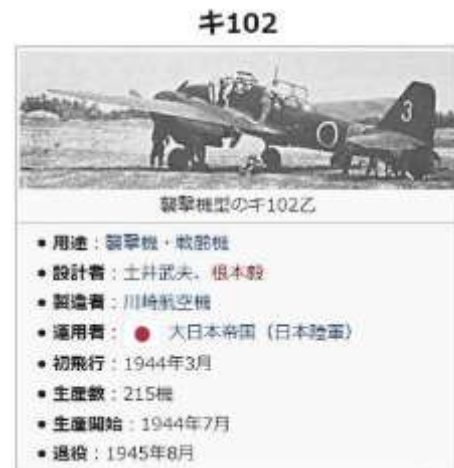 キ102
3
襲撃機型のキ102乙
• 用途：襲撃機・戦闘機
• 設計者：土井武夫、根本毅
• 製造者：川崎航空機
• 運用者： 大日本帝国（日本陸軍）
• 初飛行：1944年3月
• 生産数：215機
• 生産開始：1944年7月
• 退役：1945年8月